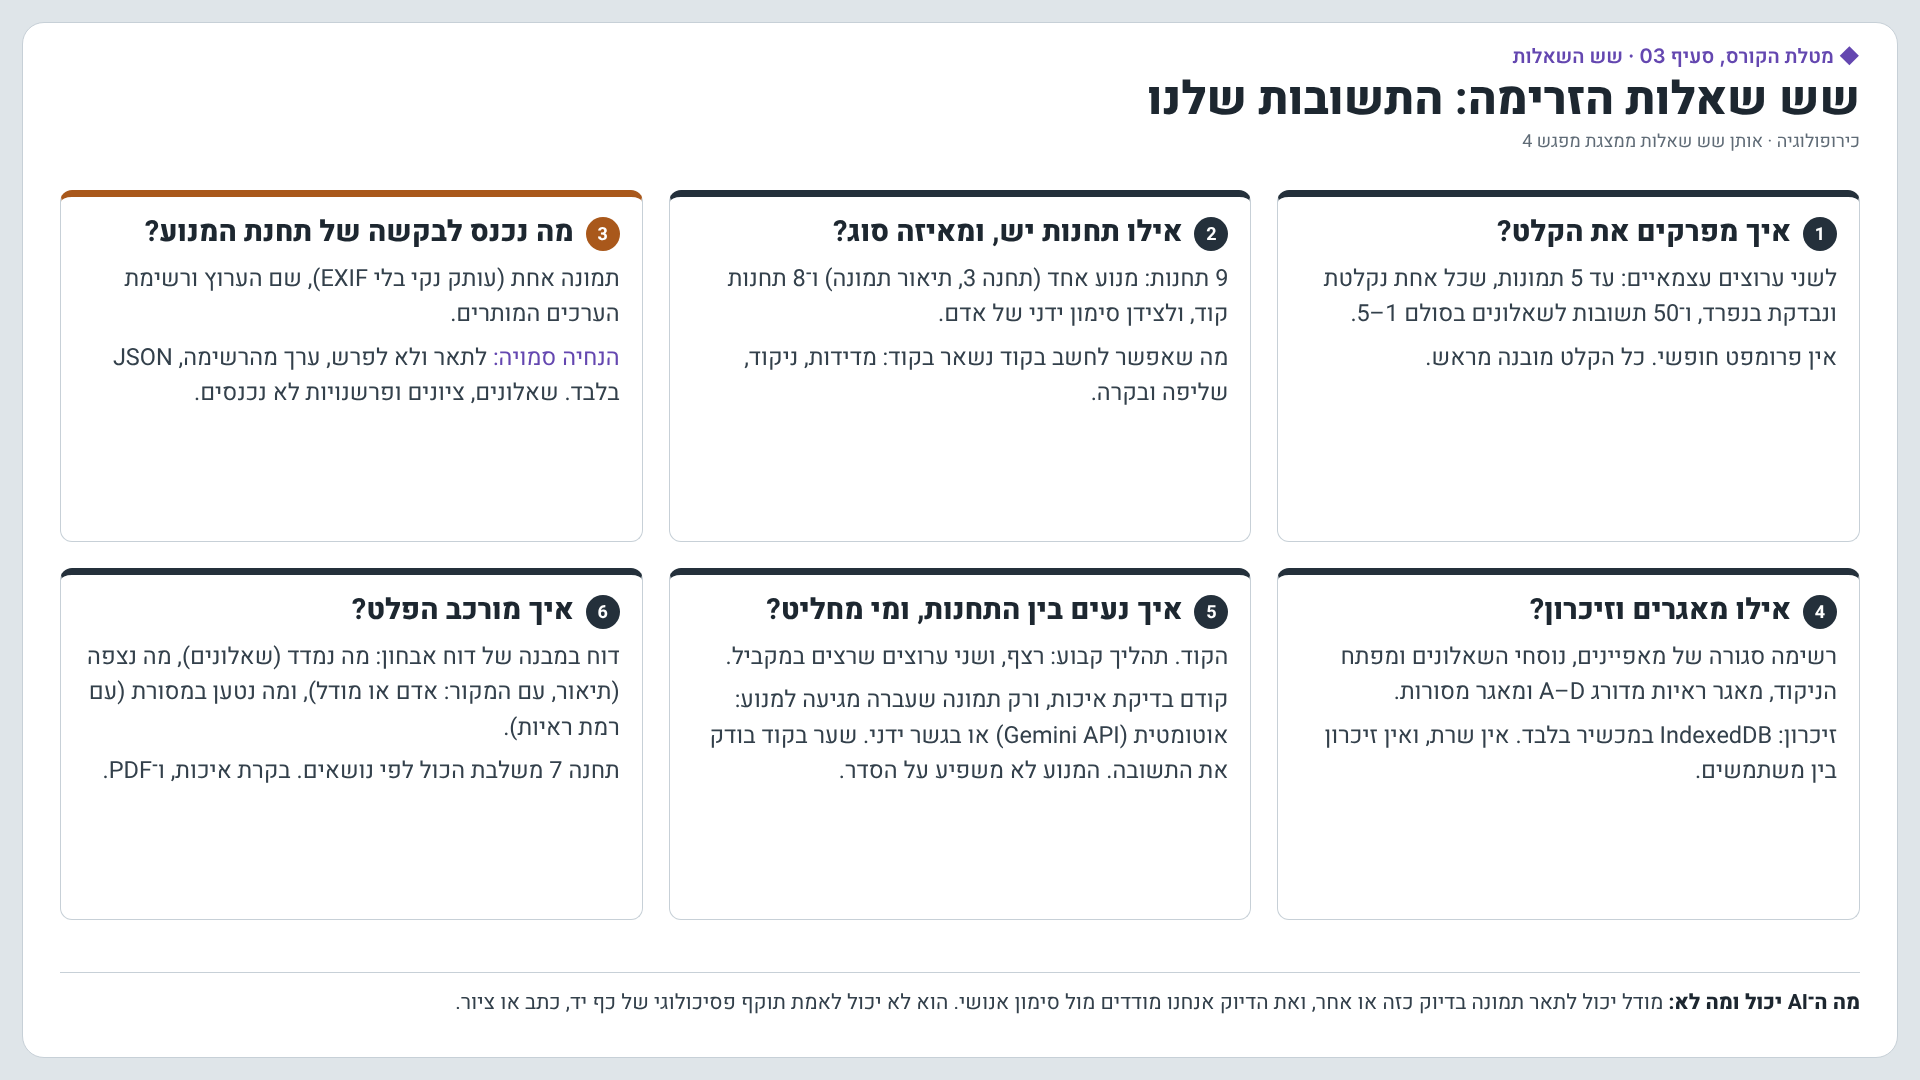 מטלת הקורס, סעיף 03 · שש השאלות
שש שאלות הזרימה: התשובות שלנו
כירופולוגיה · אותן שש שאלות ממצגת מפגש 4
1 איך מפרקים את הקלט?
לשני ערוצים עצמאיים: עד 5 תמונות, שכל אחת נקלטת
ונבדקת בנפרד, ו־50 תשובות לשאלונים בסולם 1–5.
אין פרומפט חופשי. כל הקלט מובנה מראש.
2 אילו תחנות יש, ומאיזה סוג?
9 תחנות: מנוע אחד (תחנה 3, תיאור תמונה) ו־8 תחנות
קוד, ולצידן סימון ידני של אדם.
מה שאפשר לחשב בקוד נשאר בקוד: מדידות, ניקוד,
שליפה ובקרה.
3 מה נכנס לבקשה של תחנת המנוע?
תמונה אחת (עותק נקי בלי EXIF), שם הערוץ ורשימת
הערכים המותרים.
הנחיה סמויה: לתאר ולא לפרש, ערך מהרשימה, JSON
בלבד. שאלונים, ציונים ופרשנויות לא נכנסים.
4 אילו מאגרים וזיכרון?
רשימה סגורה של מאפיינים, נוסחי השאלונים ומפתח
הניקוד, מאגר ראיות מדורג A–D ומאגר מסורות.
זיכרון: IndexedDB במכשיר בלבד. אין שרת, ואין זיכרון
בין משתמשים.
5 איך נעים בין התחנות, ומי מחליט?
הקוד. תהליך קבוע: רצף, ושני ערוצים שרצים במקביל.
קודם בדיקת איכות, ורק תמונה שעברה מגיעה למנוע:
אוטומטית (Gemini API) או בגשר ידני. שער בקוד בודק
את התשובה. המנוע לא משפיע על הסדר.
6 איך מורכב הפלט?
דוח במבנה של דוח אבחון: מה נמדד (שאלונים), מה נצפה
(תיאור, עם המקור: אדם או מודל), ומה נטען במסורת (עם
רמת ראיות).
תחנה 7 משלבת הכול לפי נושאים. בקרת איכות, ו־PDF.
מה ה־AI יכול ומה לא: מודל יכול לתאר תמונה בדיוק כזה או אחר, ואת הדיוק אנחנו מודדים מול סימון אנושי. הוא לא יכול לאמת תוקף פסיכולוגי של כף יד, כתב או ציור.